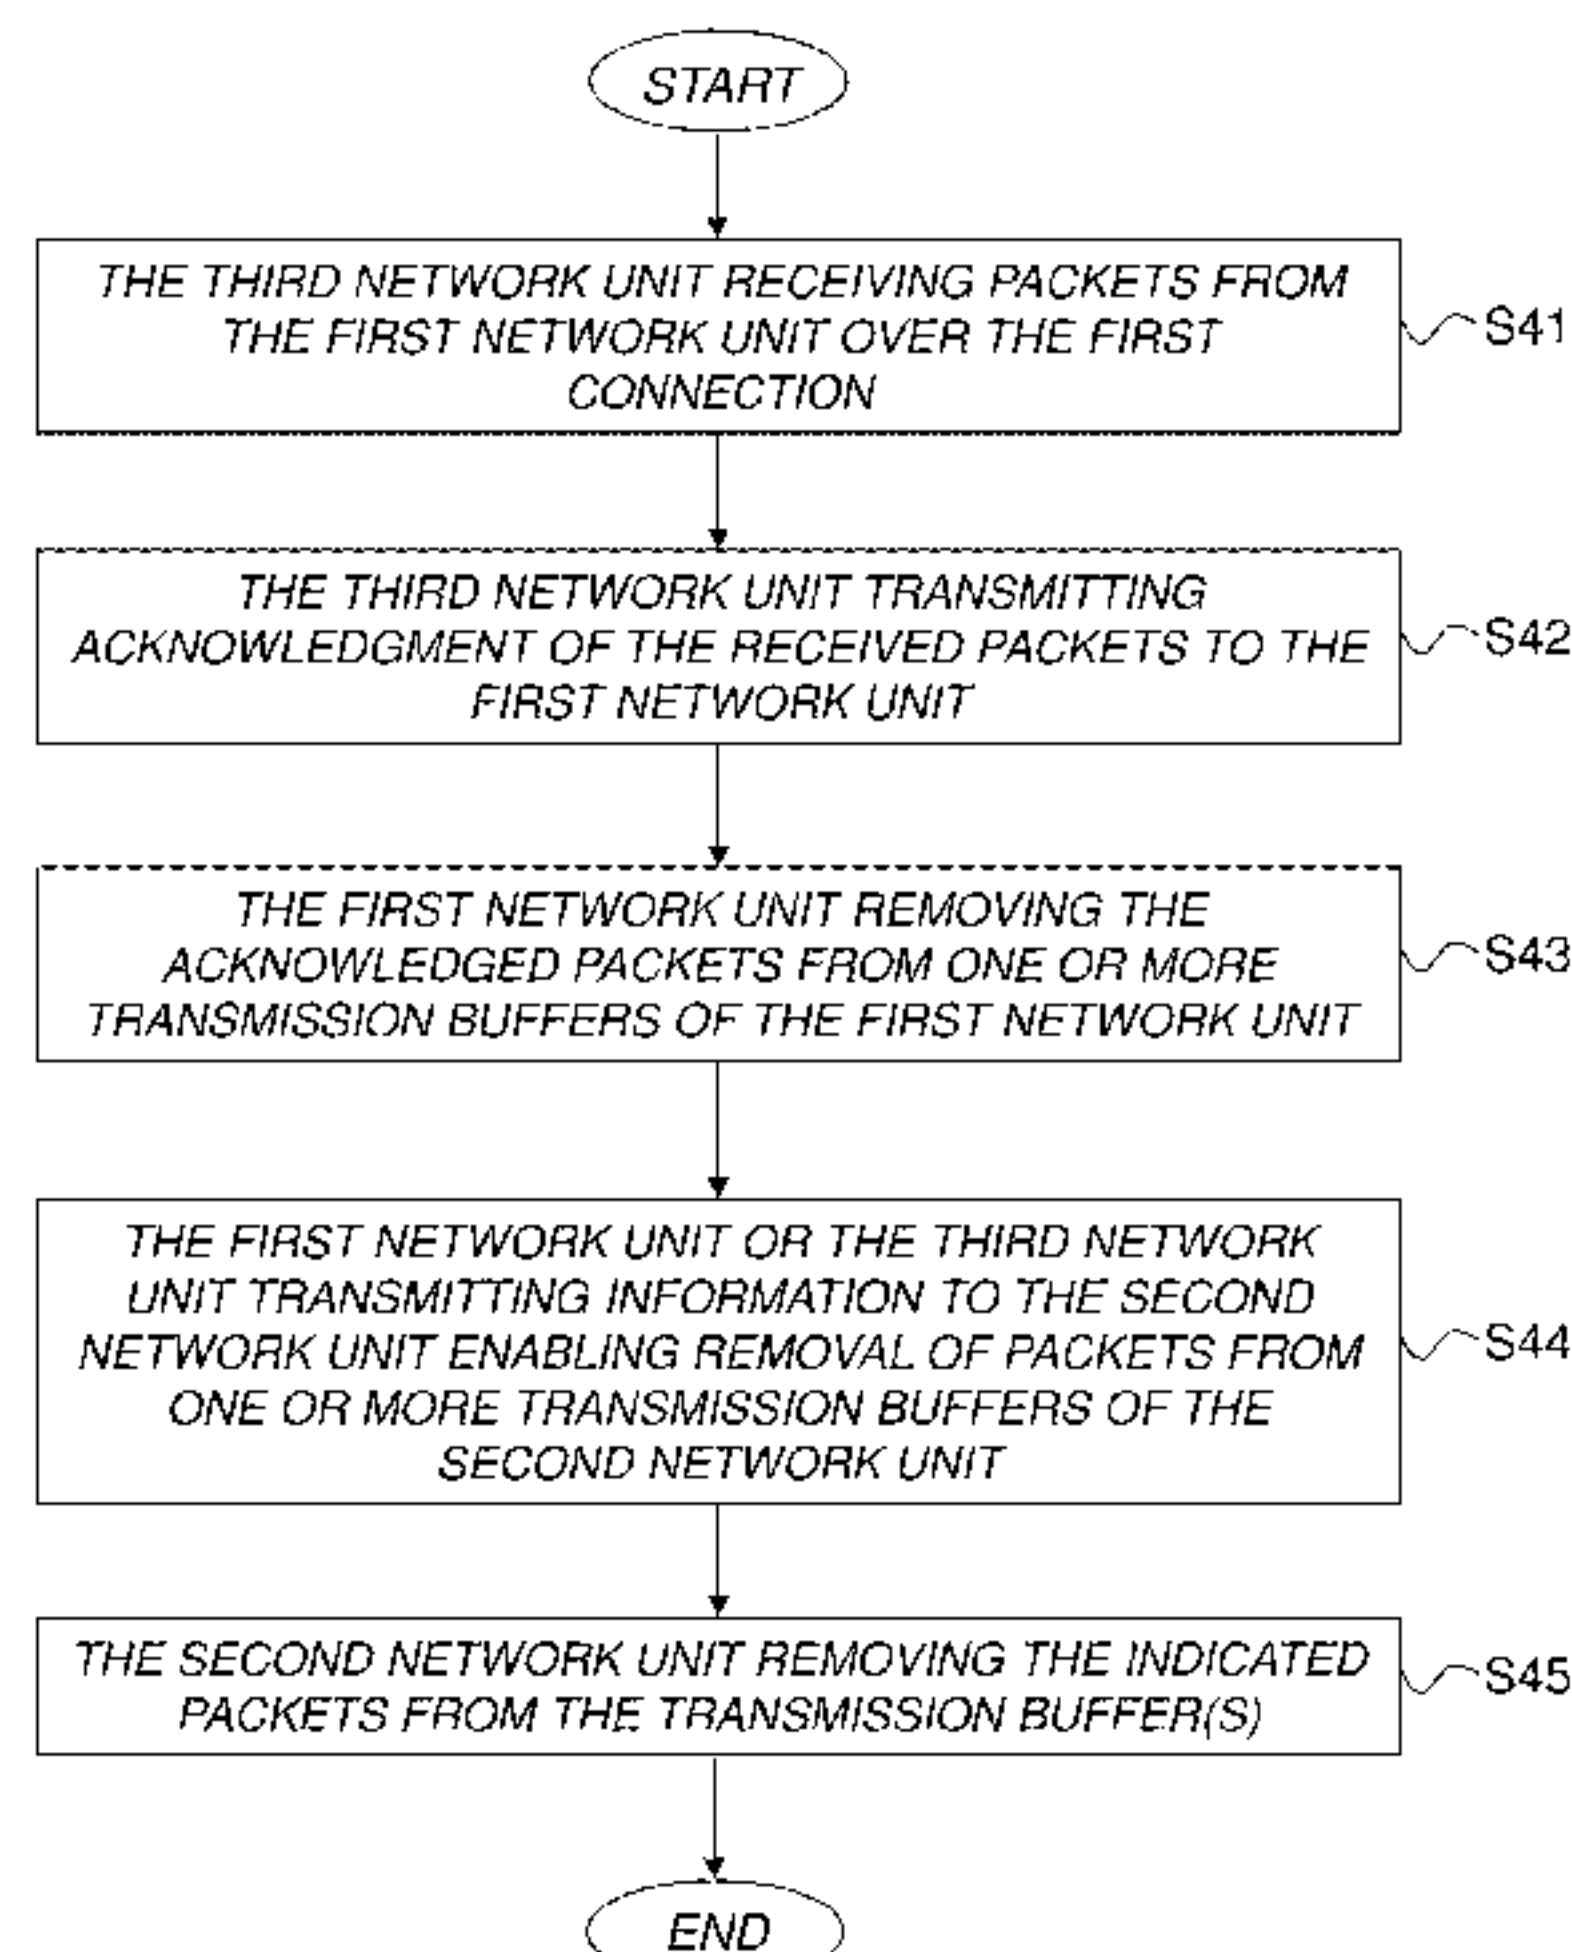 START
THE THIRD NETWORK UNIT RECEIVING PACKETS FROM
THE FIRST NETWORK UNIT OVER THE FIRST
CONNECTION
S41
THE THIRD NETWORK UNIT TRANSMITTING
ACKNOWLEDGMENT OF THE RECEIVED PACKETS TO THE
FIRST NETWORK UNIT
S42
THE FIRST NETWORK UNIT REMOVING THE
ACKNOWLEDGED PACKETS FROM ONE OR MORE
TRANSMISSION BUFFERS OF THE FIRST NETWORK UNIT
S43
THE FIRST NETWORK UNIT OR THE THIRD NETWORK
UNIT TRANSMITTING INFORMATION TO THE SECOND
NETWORK UNIT ENABLING REMOVAL OF PACKETS FROM
ONE OR MORE TRANSMISSION BUFFERS OF THE
SECOND NETWORK UNIT
S44
THE SECOND NETWORK UNIT REMOVING THE INDICATED
PACKETS FROM THE TRANSMISSION BUFFER(S)
S45
END